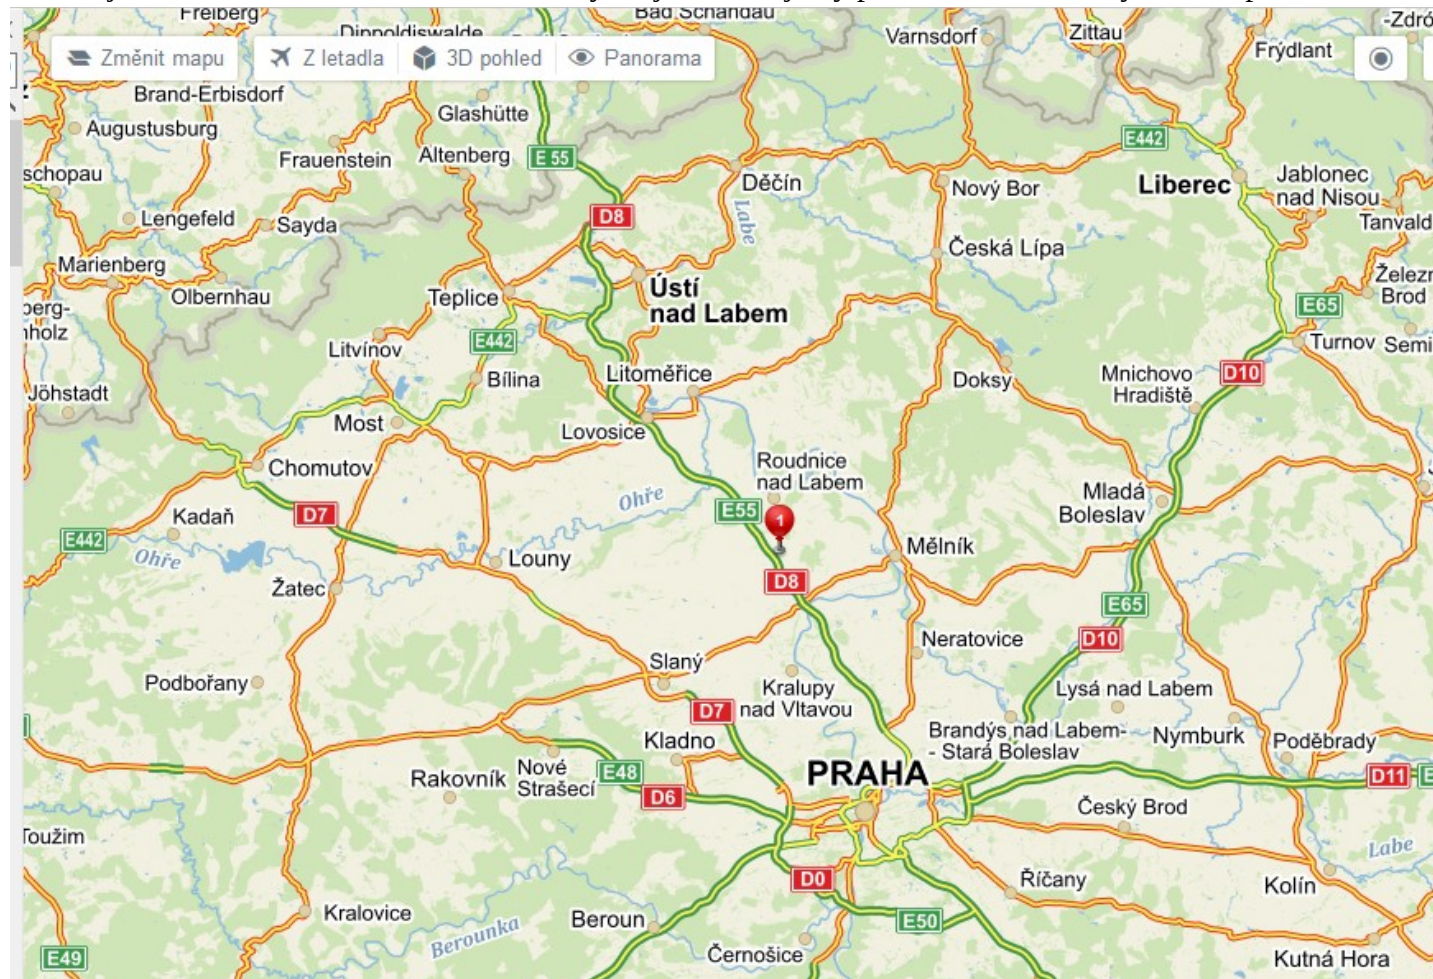 Freiberg
Dippoldiswalde
Bad Schandau
Varnsdorf
Zittau
Frýdlant
-Zdró
Změnit mapu
Z letadla
3D pohled
Panorama
Brand-Erbisdorf
Glashütte
Augustusburg
Frauenstein
Altenberg
E 55
E442
schopau
Děčín
Nový Bor
Liberec
Jablonec
nad Nisou
Lengefeld
Sayda
D8
Labe
Tanvald
Marienberg
Česká Lípa
Olbernhau
Teplice
Ústí
nad Labem
Železn
Brod
E65
berg-
nholz
Litvínov
E442
Turnov
Semi
Jöhstadt
Bílina
Litoměřice
Doksy
Mnichovo
Hradiště
D10
Most
Lovosice
Chomutov
Roudnice
nad Labem
Ohře
Mladá
Boleslav
Kadaň
D7
E55
1
E442
Ohře
Louny
Mělník
Žatec
D8
E65
Neratovice
D10
Slaný
Podbořany
Kralupy
nad Vltavou
Lysá nad Labem
D7
Kladno
Brandýs nad Labem-
- Stará Boleslav
Nymburk
Poděbrady
Rakovník
Nové
Strašecí
E48
D6
PRAHA
D11
E
Český Brod
Toužim
Labe
D0
Říčany
Kolín
Kralovice
Beroun
E50
Berounka
Černošice
E49
Kutná Hora